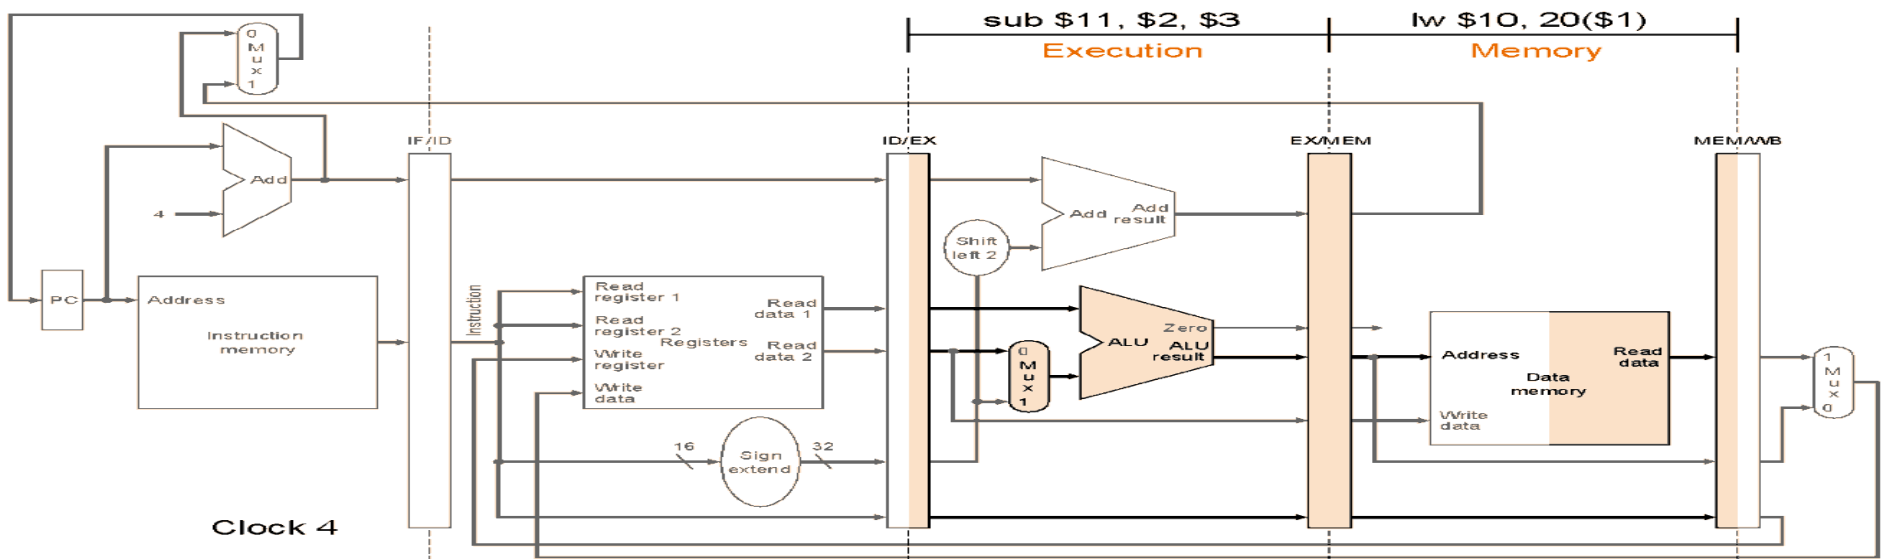 sub $11, $2, $3
lw $10, 20($1)
Execution
Memory
0
M
u
x
1
IF/ID
ID/EX
EX/MEM
MEM/WB
Add
4
Add
Add
result
Shift
left 2
PC
Address
Instruction
memory
Instruction
Read
register 1
Read
data 1
Read
register 2
Registers
Write
register
Read
data 2
Write
data
0
M
u
x
1
Zero
ALU
ALU
result
Address
Read
data
Data
memory
Write
data
1
M
u
x
0
16
Sign
extend
32
Clock 4